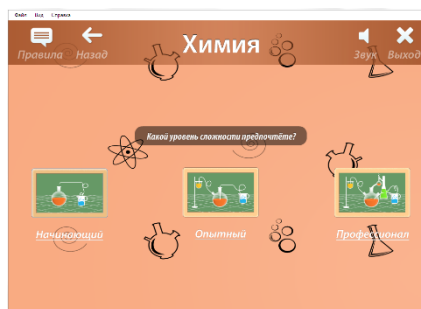 Файл Вид Справка
Химия
Правила Назад Звук Выход
Какой уровень сложности предпочтёте?
Начинающий Опытный Профессионал